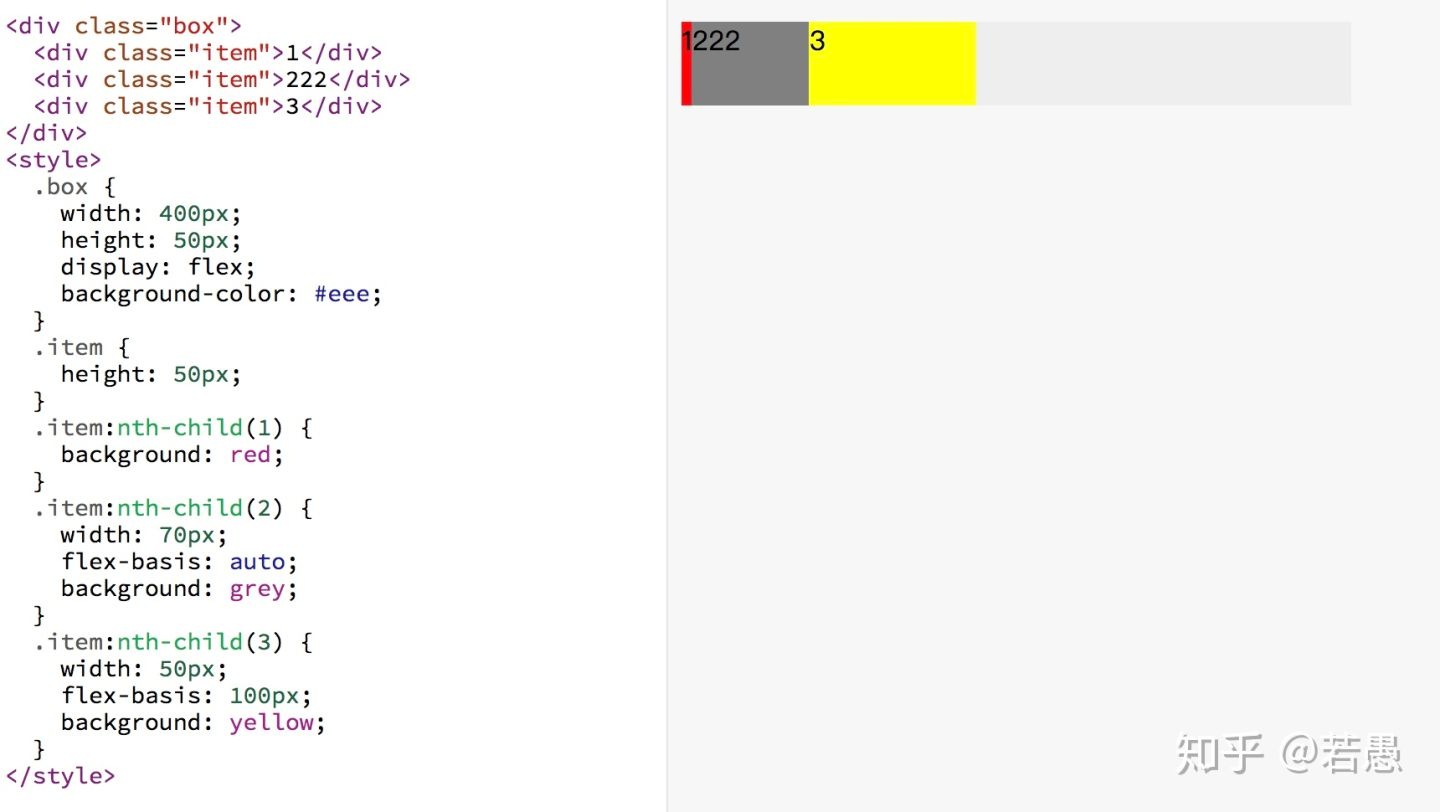 <div class="box">
  <div class="item">1</div>
  <div class="item">222</div>
  <div class="item">3</div>
</div>
<style>
  .box {
    width: 400px;
    height: 50px;
    display: flex;
    background-color: #eee;
  }
  .item {
    height: 50px;
  }
  .item:nth-child(1) {
    background: red;
  }
  .item:nth-child(2) {
    width: 70px;
    flex-basis: auto;
    background: grey;
  }
  .item:nth-child(3) {
    width: 50px;
    flex-basis: 100px;
    background: yellow;
  }
</style>
1222 3
知乎 @若愚